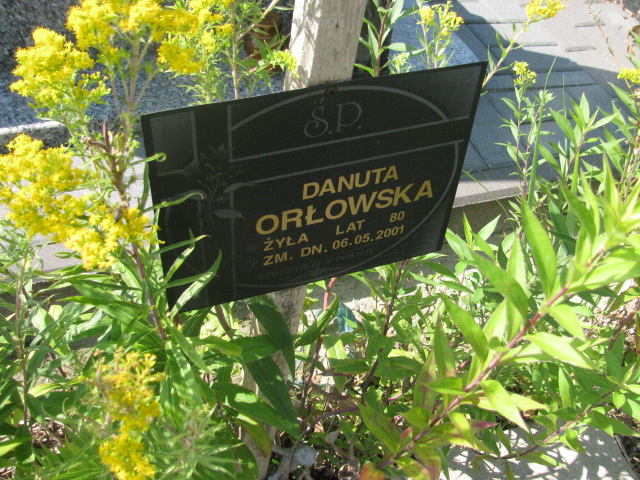 Ś.P.
DANUTA
ORŁOWSKA
ŻYŁA LAT 80
ZM. DN. 06.05.2001